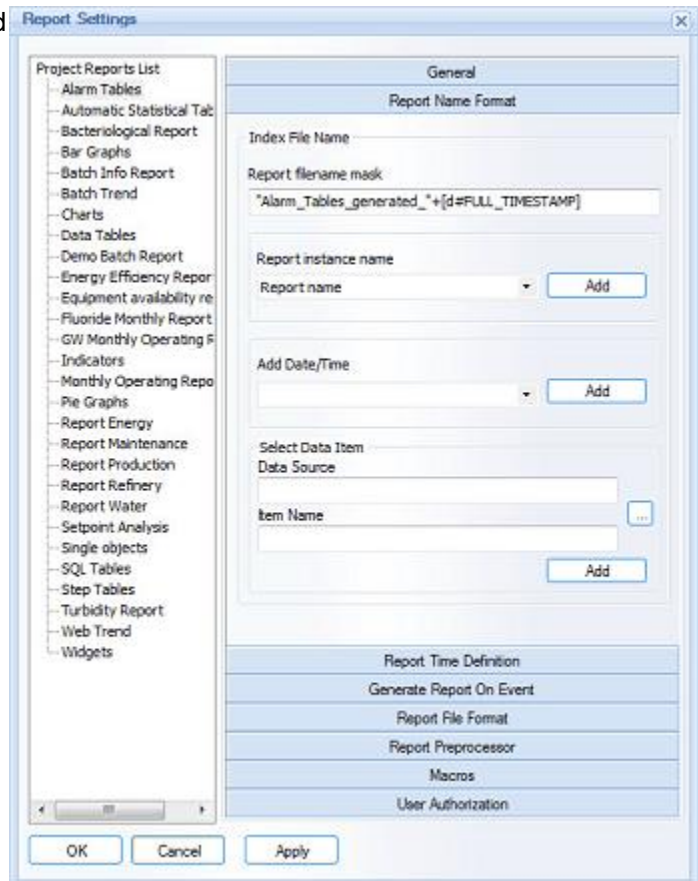 d
Report Settings
Project Reports List
Alarm Tables
Automatic Statistical Tab
Bacteriological Report
Bar Graphs
Batch Info Report
Batch Trend
Charts
Data Tables
Demo Batch Report
Energy Efficiency Repor
Equipment availability re
Fluoride Monthly Report
GW Monthly Operating R
Indicators
Monthly Operating Repo
Pie Graphs
Report Energy
Report Maintenance
Report Production
Report Refinery
Report Water
Setpoint Analysis
Single objects
SQL Tables
Step Tables
Turbidity Report
Web Trend
Widgets
General
Report Name Format
Index File Name
Report filename mask
"Alarm_Tables_generated_"+[d#FULL_TIMESTAMP]
Report instance name
Report name
Add
Add Date/Time
Add
Select Data Item
Data Source
Item Name
...
Add
Report Time Definition
Generate Report On Event
Report File Format
Report Preprocessor
Macros
User Authorization
OK
Cancel
Apply